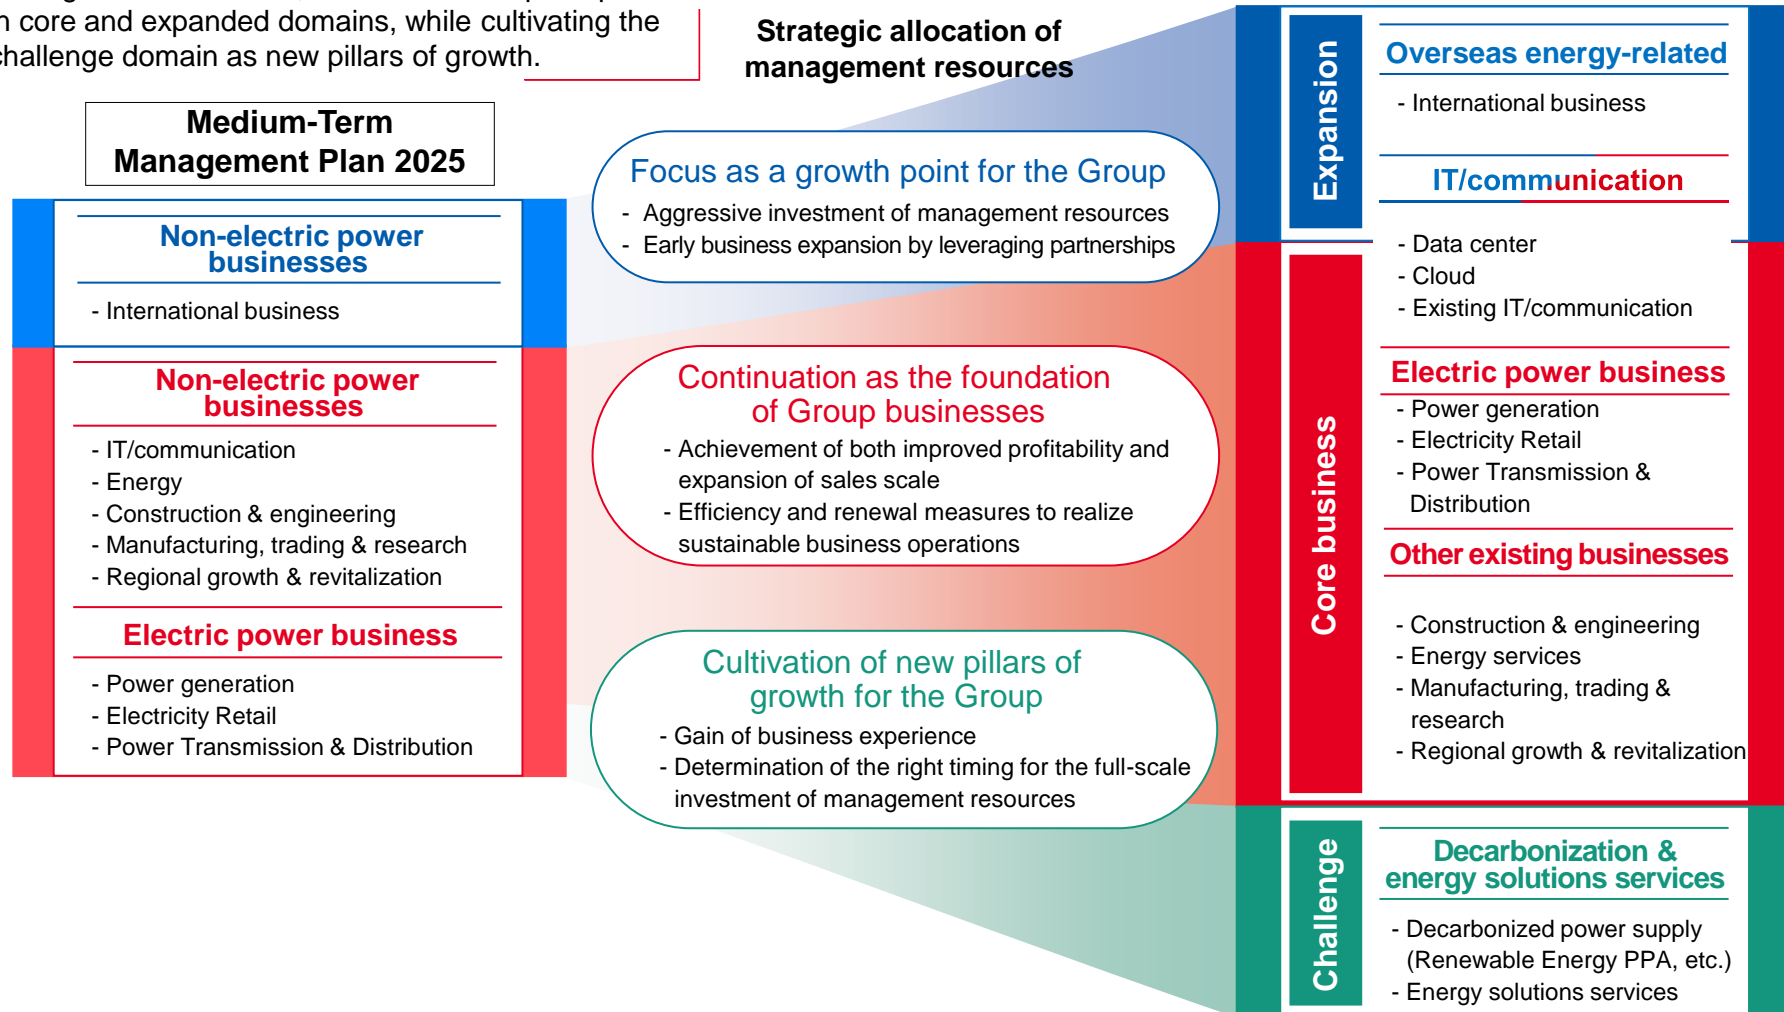 n core and expanded domains, while cultivating the
challenge domain as new pillars of growth.
Strategic allocation of
management resources
Medium-Term
Management Plan 2025
Non-electric power
businesses
- International business
Non-electric power
businesses
- IT/communication
- Energy
- Construction & engineering
- Manufacturing, trading & research
- Regional growth & revitalization
Electric power business
- Power generation
- Electricity Retail
- Power Transmission & Distribution
Focus as a growth point for the Group
- Aggressive investment of management resources
- Early business expansion by leveraging partnerships
Continuation as the foundation
of Group businesses
- Achievement of both improved profitability and
expansion of sales scale
- Efficiency and renewal measures to realize
sustainable business operations
Cultivation of new pillars of
growth for the Group
- Gain of business experience
- Determination of the right timing for the full-scale
investment of management resources
Expansion
Overseas energy-related
- International business
IT/communication
- Data center
- Cloud
- Existing IT/communication
Core business
Electric power business
- Power generation
- Electricity Retail
- Power Transmission &
Distribution
Other existing businesses
- Construction & engineering
- Energy services
- Manufacturing, trading &
research
- Regional growth & revitalization
Challenge
Decarbonization &
energy solutions services
- Decarbonized power supply
(Renewable Energy PPA, etc.)
- Energy solutions services